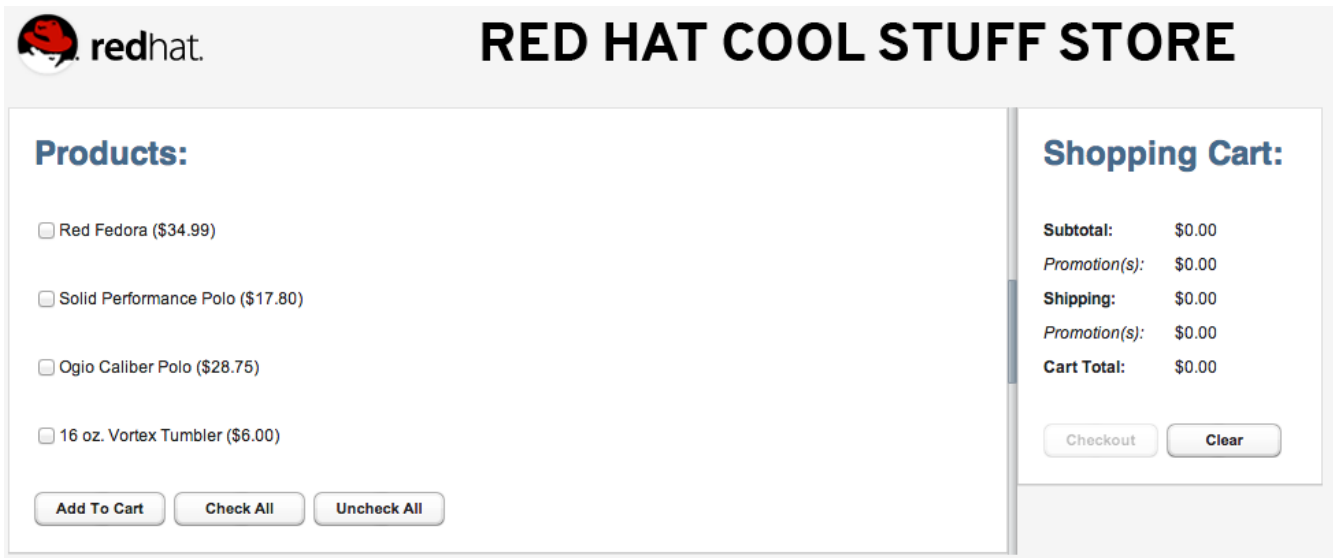 redhat.
RED HAT COOL STUFF STORE
Products:
Red Fedora ($34.99)
Solid Performance Polo ($17.80)
Ogio Caliber Polo ($28.75)
16 oz. Vortex Tumbler ($6.00)
Add To Cart Check All Uncheck All
Shopping Cart:
Subtotal: $0.00
Promotion(s): $0.00
Shipping: $0.00
Promotion(s): $0.00
Cart Total: $0.00
Checkout Clear